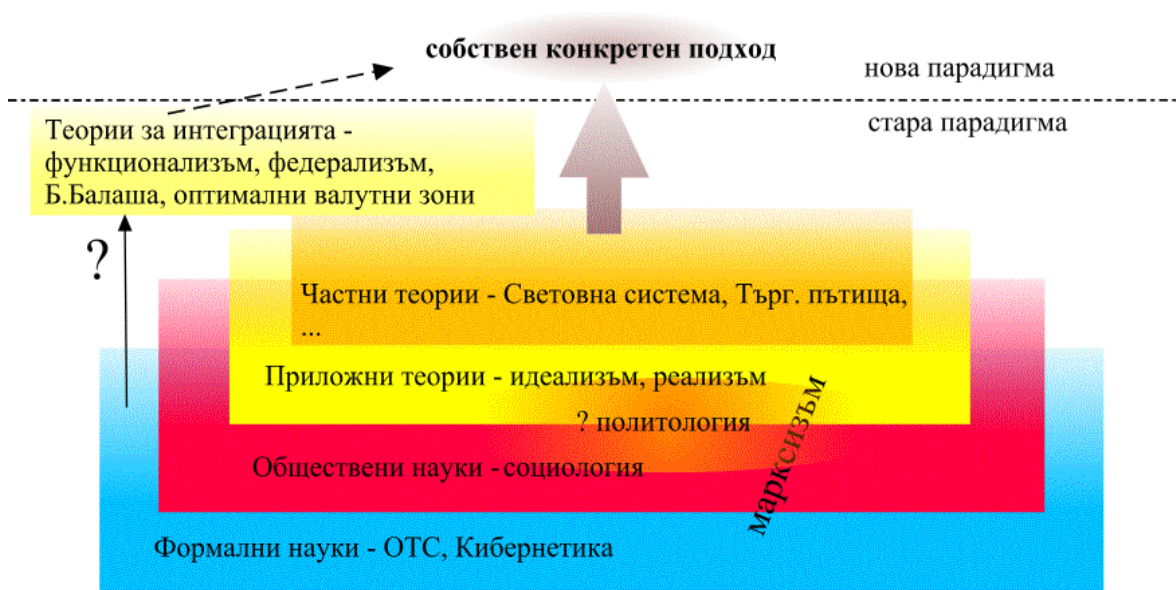 собствен конкретен подход
нова парадигма
стара парадигма
Теории за интеграцията -
функционализъм, федерализъм,
Б.Балаша, оптимални валутни зони
?
Частни теории - Световна система, Търг. пътища,
...
Приложни теории - идеализъм, реализъм
? политология
марксизъм
Обществени науки - социология
Формални науки - ОТС, Кибернетика